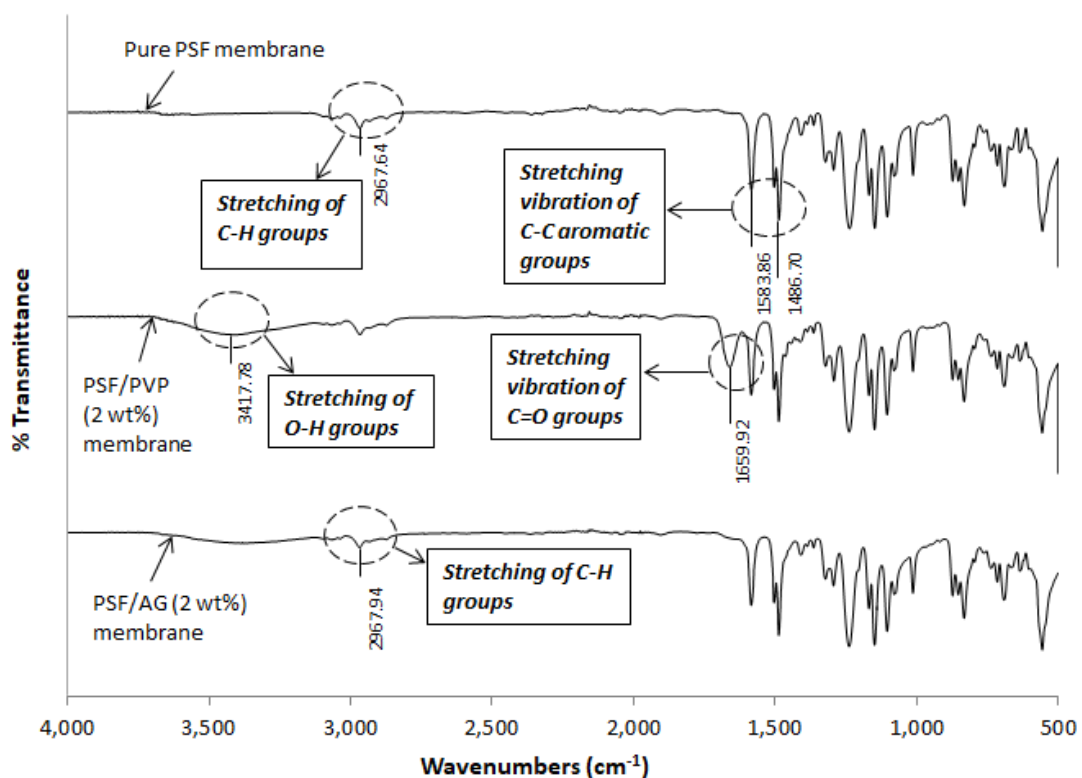 Pure PSF membrane
2967.64
Stretching of
C-H groups
Stretching
vibration of
C-C aromatic
groups
1583.86
1486.70
PSF/PVP
(2 wt%)
membrane
3417.78
Stretching of
O-H groups
Stretching
vibration of
C=O groups
1659.92
PSF/AG (2 wt%)
membrane
2967.94
Stretching of C-H
groups
% Transmittance
4,000 3,500 3,000 2,500 2,000 1,500 1,000 500
Wavenumbers (cm⁻¹)